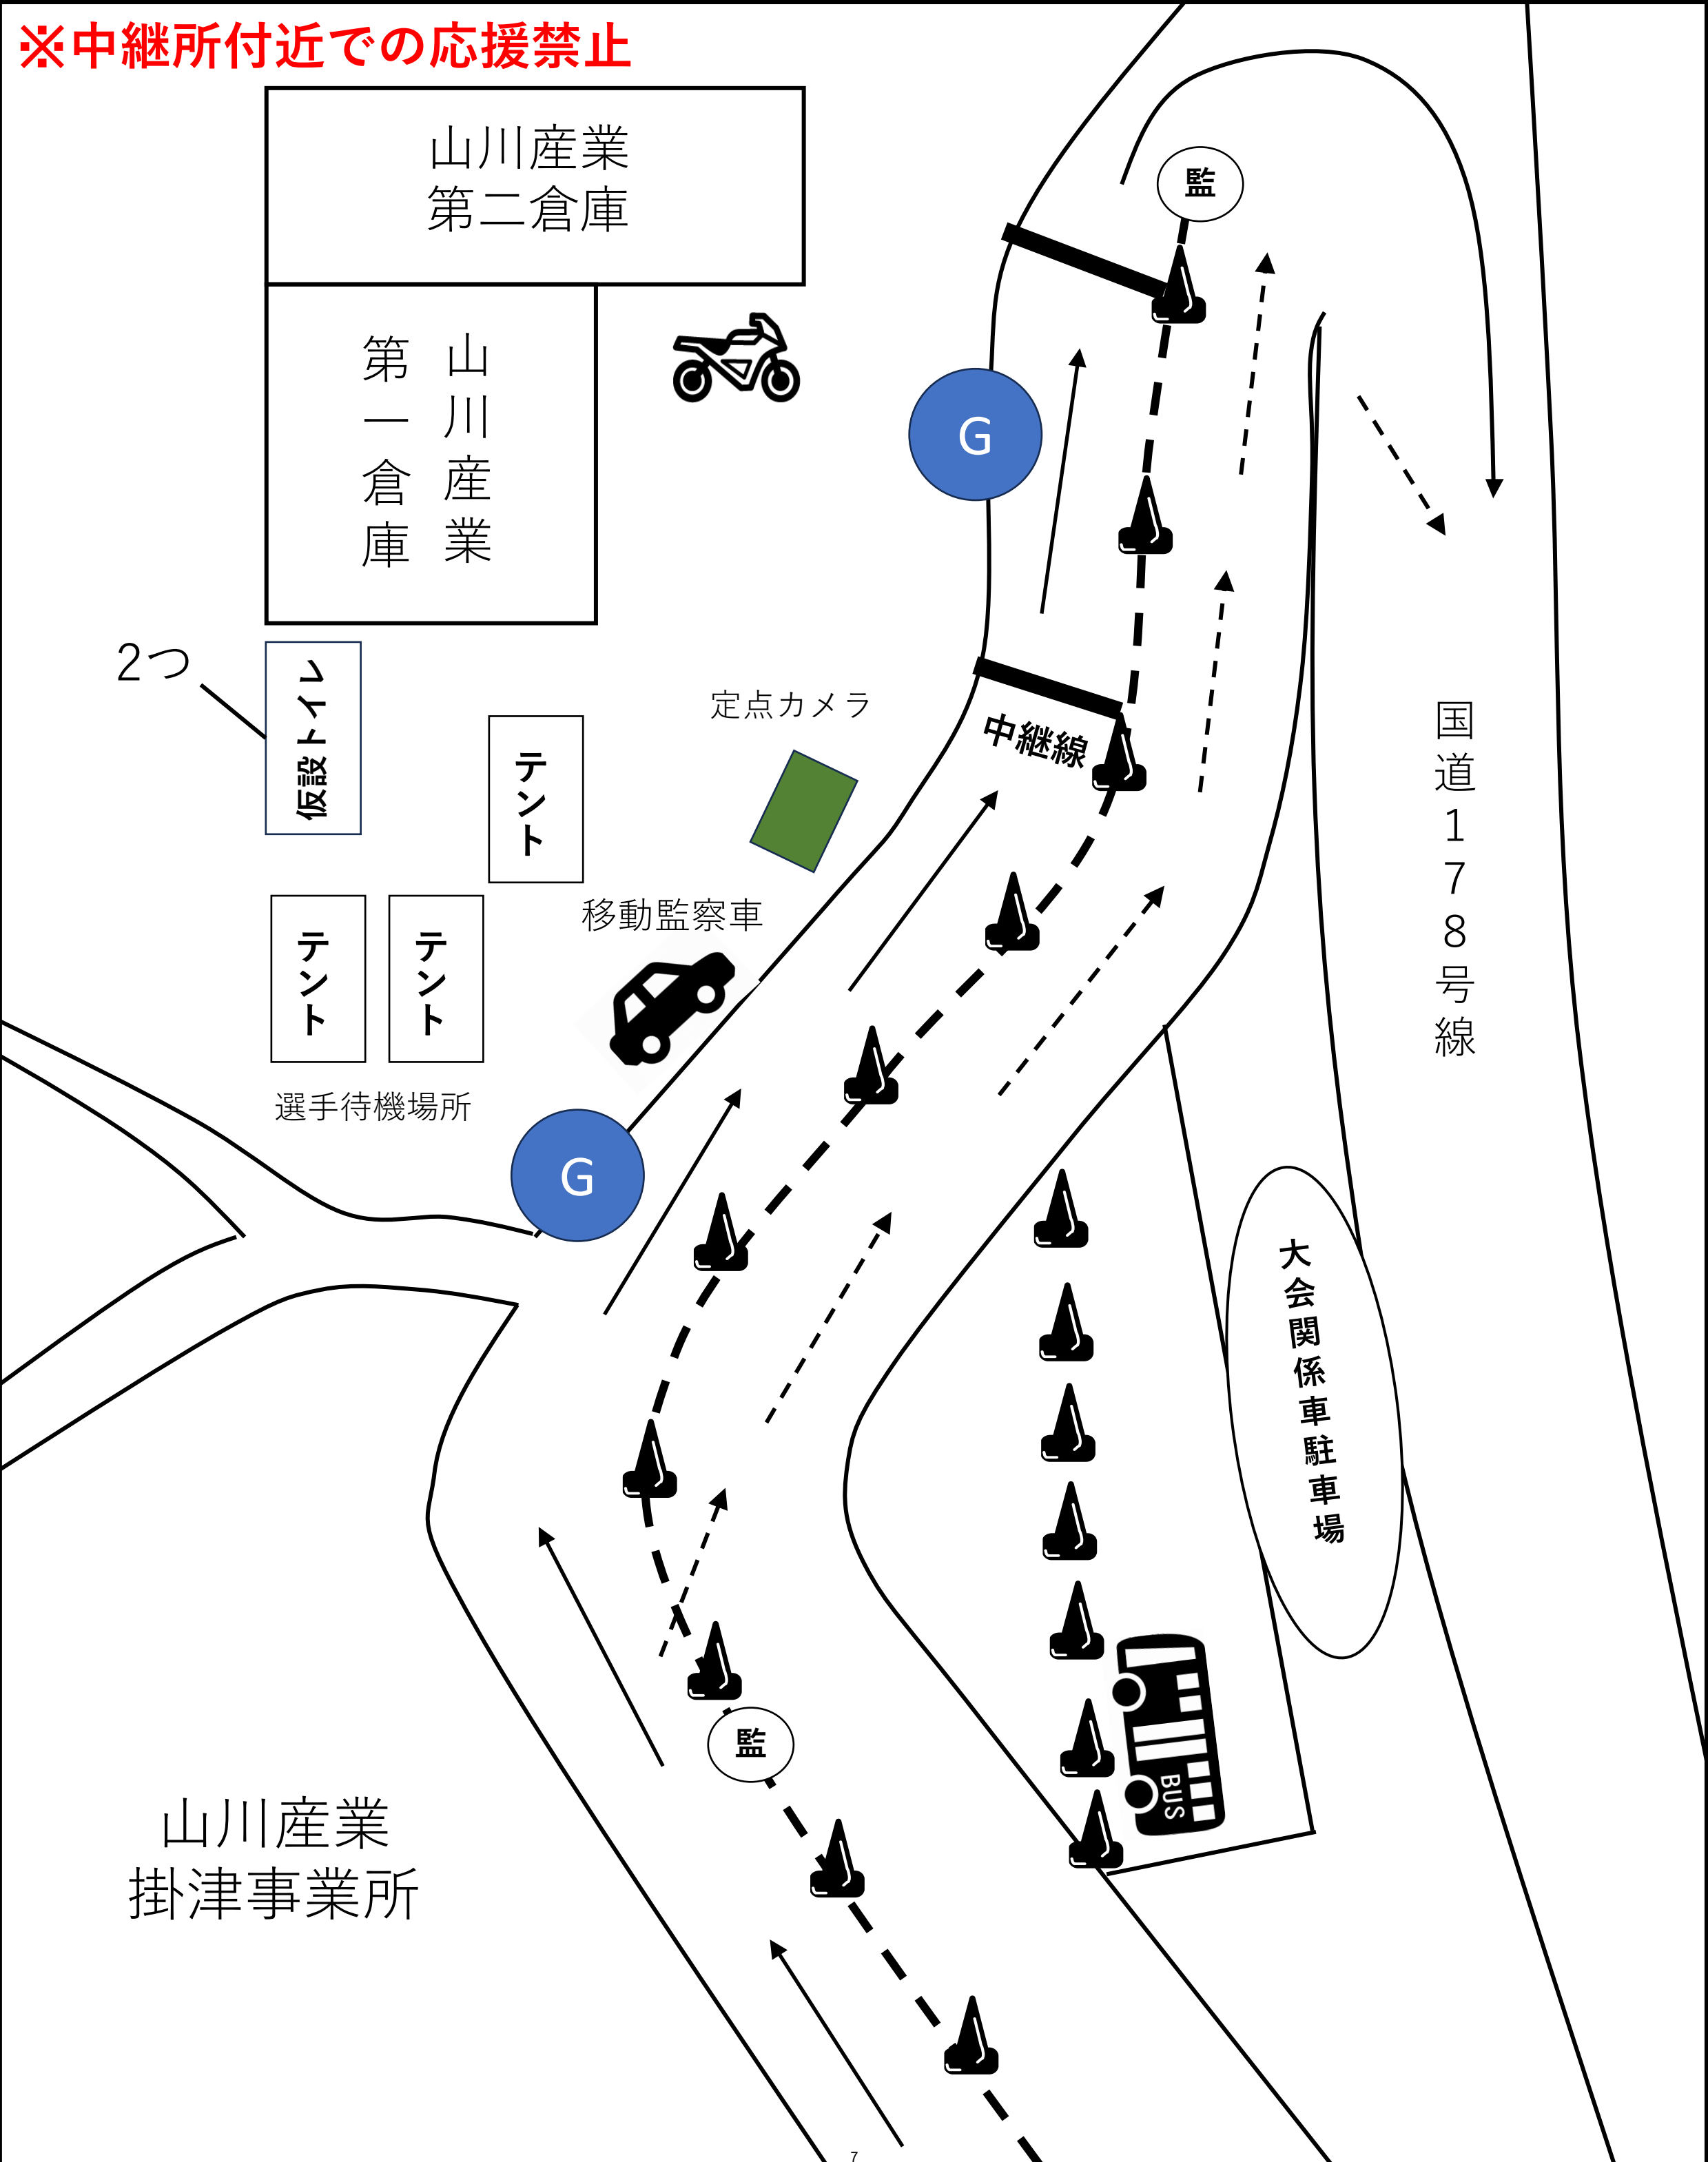 ※中継所付近での応援禁止
山川産業
第二倉庫
監
山川産業
第一倉庫
G
2つ
仮設トイレ
定点カメラ
中継線
テント
国道178号線
移動監察車
テント
テント
選手待機場所
G
大会関係車駐車場
監
BUS
山川産業
掛津事業所
7